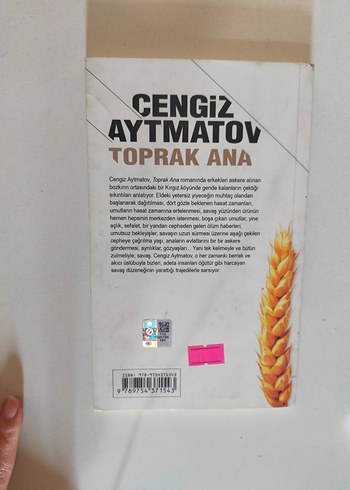 CENGİZ
AYTMATOV
TOPRAK ANA
Cengiz Aytmatov, Toprak Ana romanında erkekleri askere alınan
bozkırın ortasındaki bir Kırgız köyünde geride kalanların çektiği
sıkıntıları anlatıyor. Eldeki yetersiz yiyeceğin muhtaç olandan
başlanarak dağıtılması, dört gözle beklenen hasat zamanları,
umutların hasat zamanına ertelenmesi, savaş yüzünden ürünün
hemen hepsinin merkezden istenmesi, boşa çıkan umutlar, yine
açlık, sefalet, bir yandan cepheden gelen ölüm haberleri,
umutsuz bekleyişler, savaşın uzun sürmesi üzerine aşağı çekilen
cepheye çağrılma yaşı, anaların evlatlarını bir bir askere
göndermesi, ayrılıklar, gözyaşları... Yani tek kelimeyle ve bütün
zulmetiyle; savaş. Cengiz Aytmatov, o her zamanki berrak ve
akıcı üslubuyla bizleri, adeta insanları öğütür gibi harcayan
savaş düzeneğinin yarattığı trajedilerle sarsıyor.
9 789754 371543